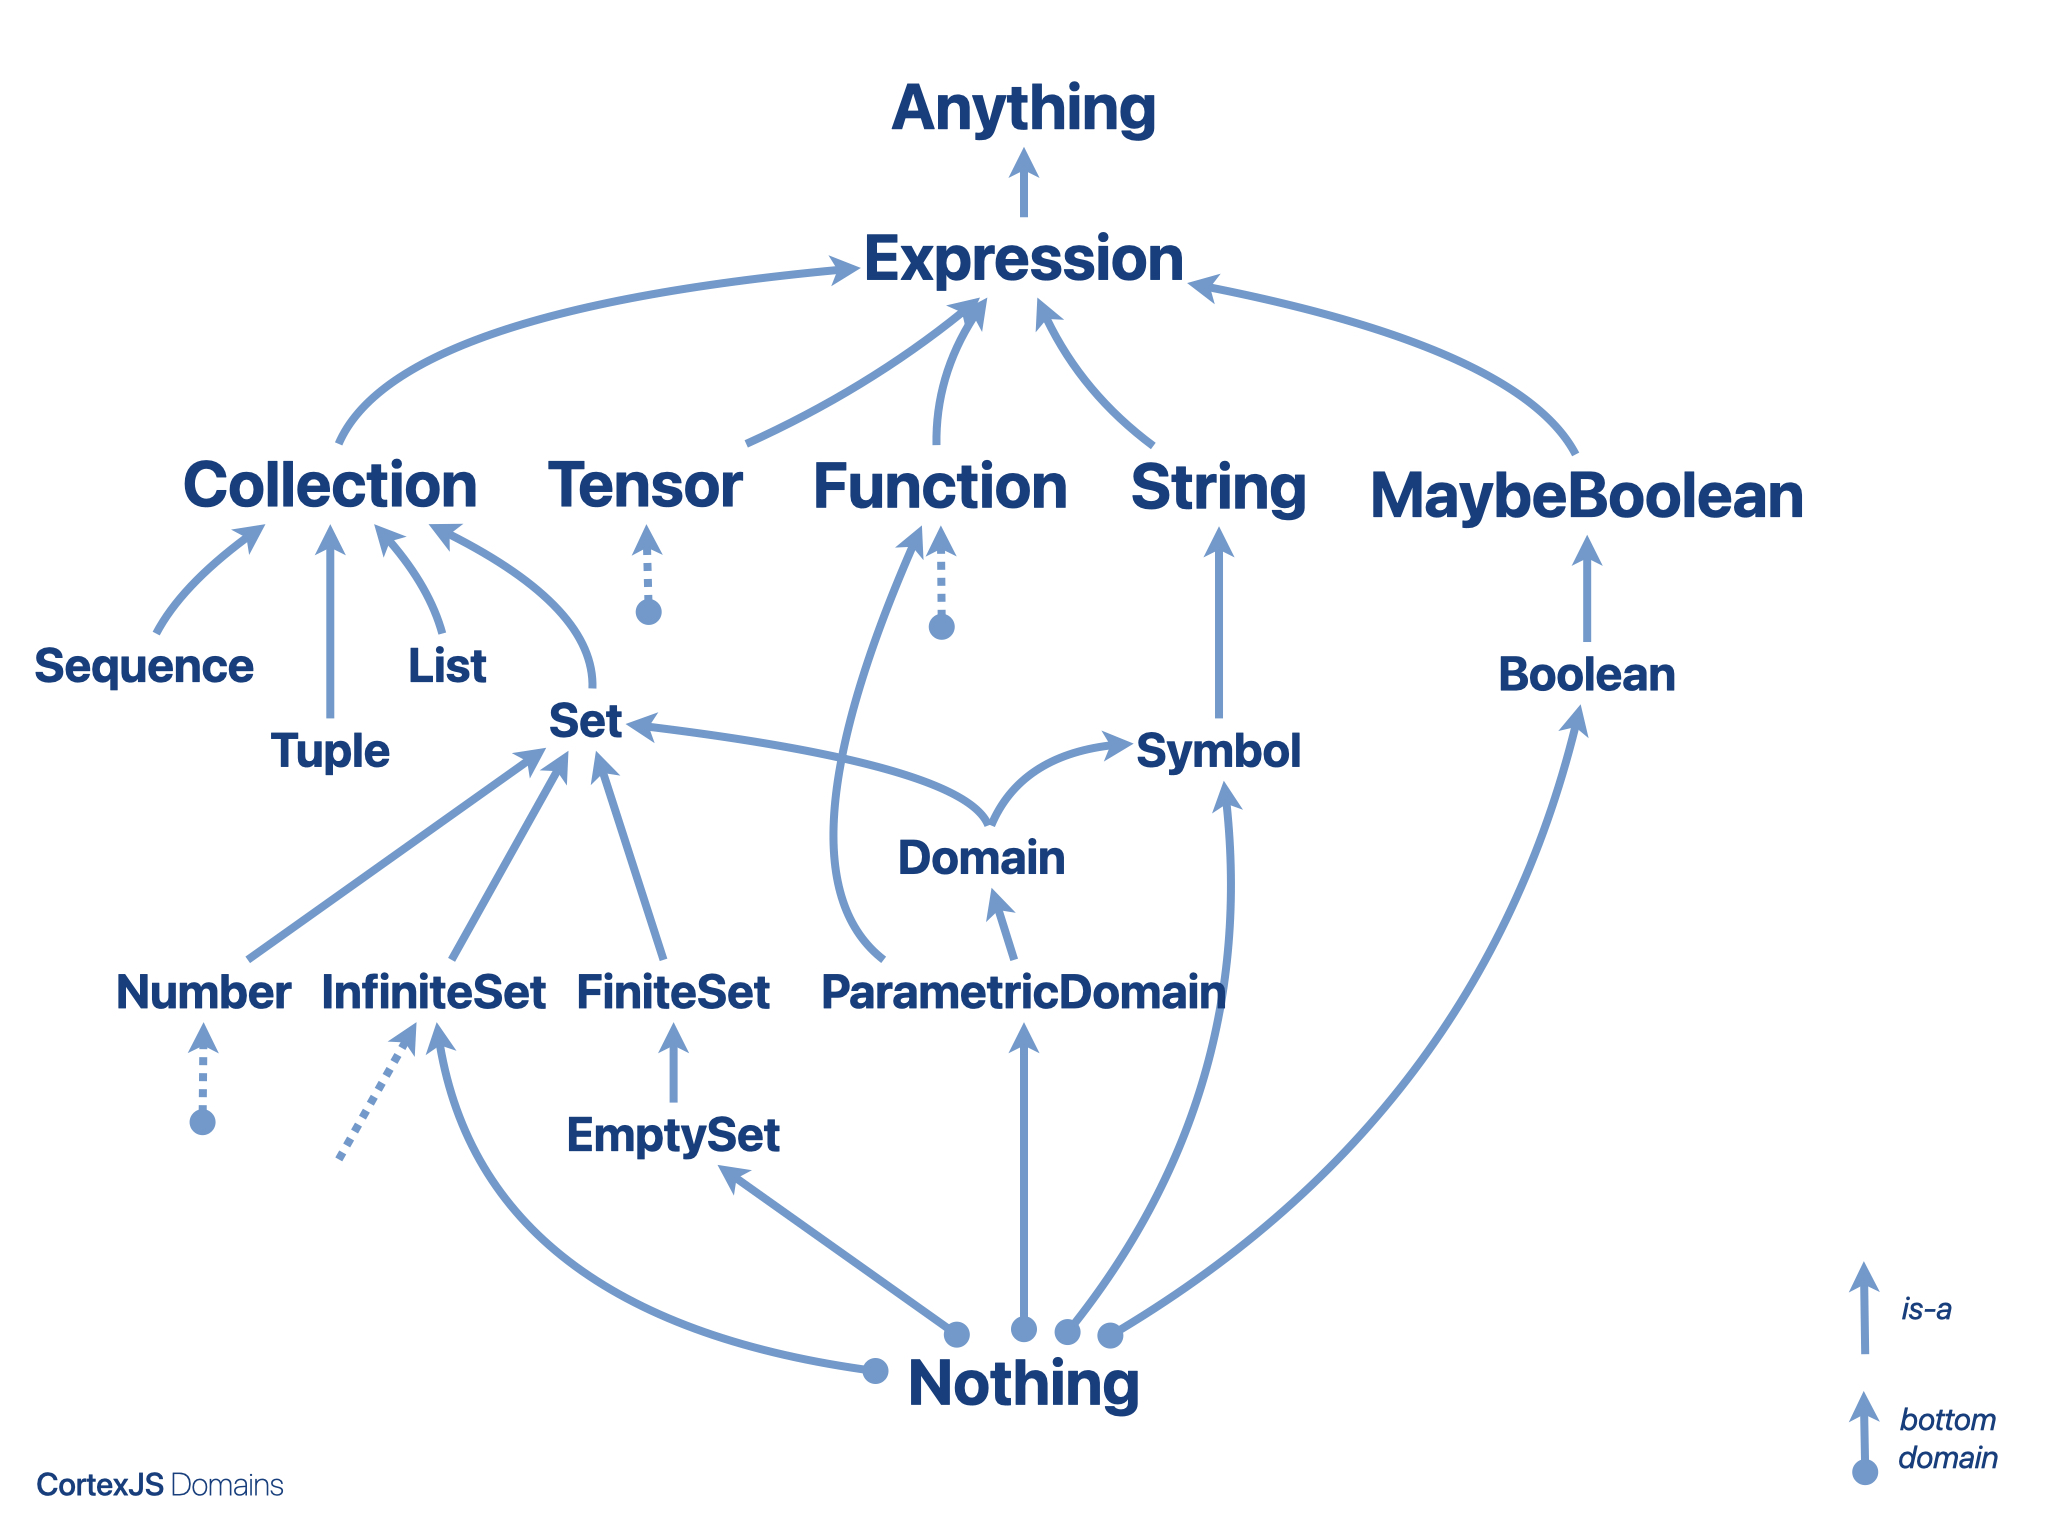 Anything
Expression
Collection
Tensor
Function
String
MaybeBoolean
Sequence
List
Boolean
Set
Tuple
Symbol
Domain
Number
InfiniteSet
FiniteSet
ParametricDomain
EmptySet
Nothing
is-a
bottom
domain
CortexJS Domains